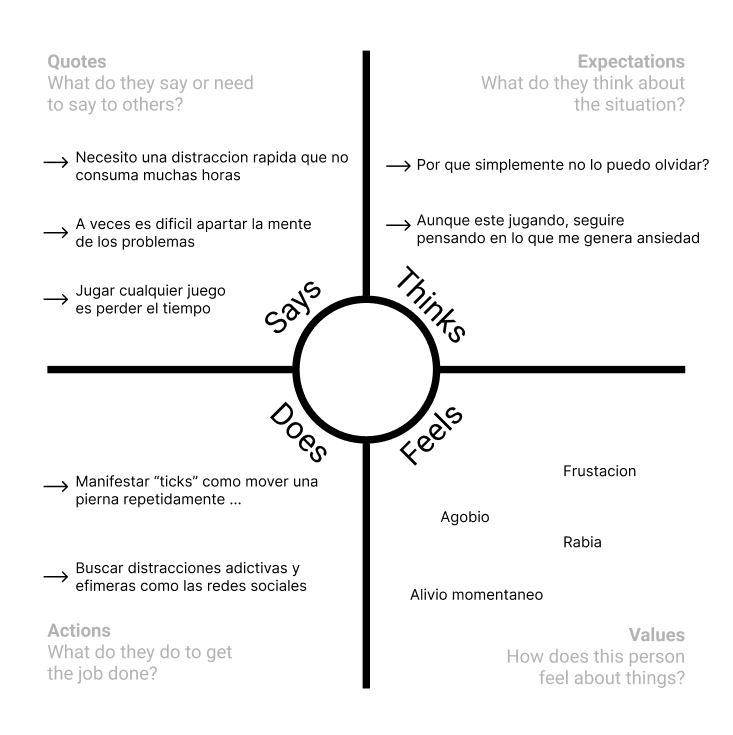 Quotes
What do they say or need
to say to others?
Necesito una distraccion rapida que no
consuma muchas horas
A veces es dificil apartar la mente
de los problemas
Jugar cualquier juego
es perder el tiempo
Says
Expectations
What do they think about
the situation?
Por que simplemente no lo puedo olvidar?
Aunque este jugando, seguire
pensando en lo que me genera ansiedad
Thinks
Does
Manifestar “ticks” como mover una
pierna repetidamente ...
Buscar distracciones adictivas y
efimeras como las redes sociales
Actions
What do they do to get
the job done?
Feels
Frustacion
Agobio
Rabia
Alivio momentaneo
Values
How does this person
feel about things?